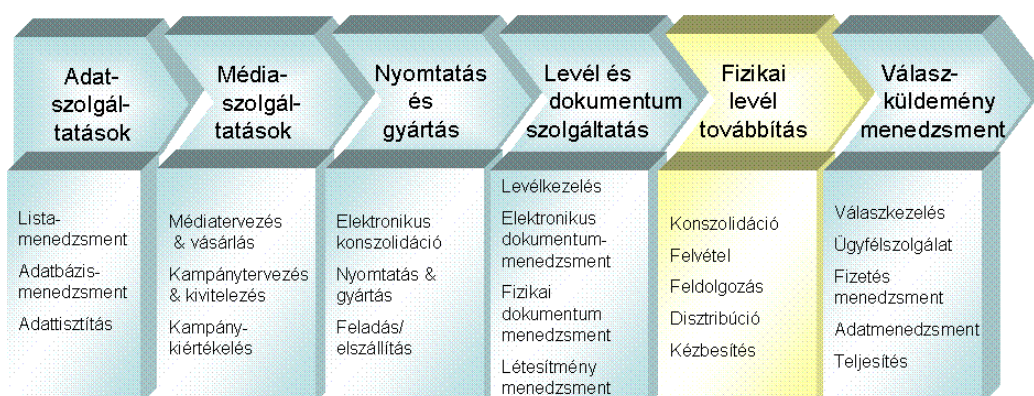 Adat-
szolgál-
tatások
Média-
szolgál-
tatások
Nyomtatás
és
gyártás
Levél és
dokumentum
szolgáltatás
Fizikai
levél
továbbítás
Válasz-
küldemény
menedzsment
Lista-
menedzsment
Adatbázis-
menedzsment
Adattisztítás
Médiatervezés
& vásárlás
Kampánytervezés
& kivitelezés
Kampány-
kiértékelés
Elektronikus
konszolidáció
Nyomtatás &
gyártás
Feladás/
elszállítás
Levélkezelés
Elektronikus
dokumentum-
menedzsment
Fizikai
dokumentum
menedzsment
Létesítmény
menedzsment
Konszolidáció
Felvétel
Feldolgozás
Disztribúció
Kézbesítés
Válaszkezelés
Ügyfélszolgálat
Fizetés
menedzsment
Adatmenedzsment
Teljesítés